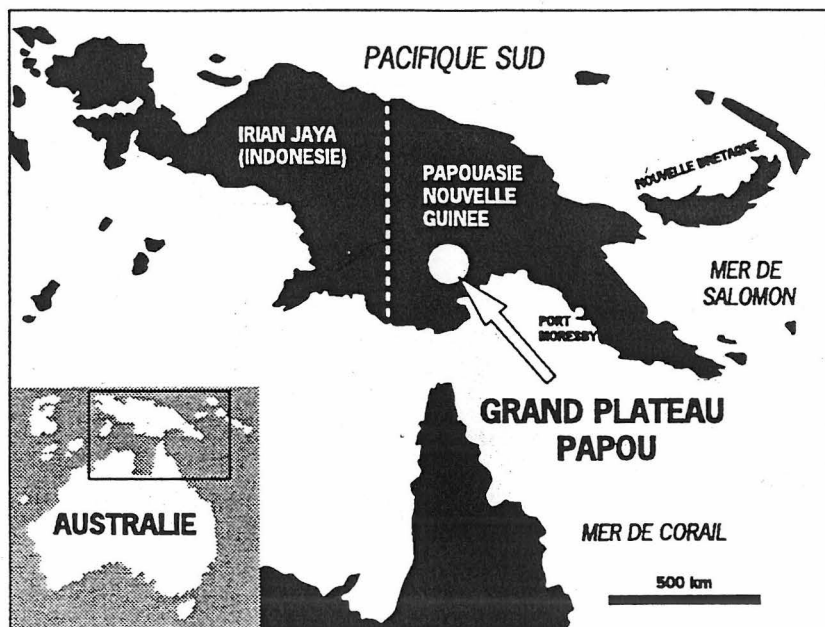 PACIFIQUE SUD
IRIAN JAYA
(INDONESIE)
PAPOUASIE
NOUVELLE
GUINEE
NOUVELLE BRETAGNE
MER DE
SALOMON
PORT
MORESBY
GRAND PLATEAU
PAPOU
AUSTRALIE
MER DE CORAIL
500 km